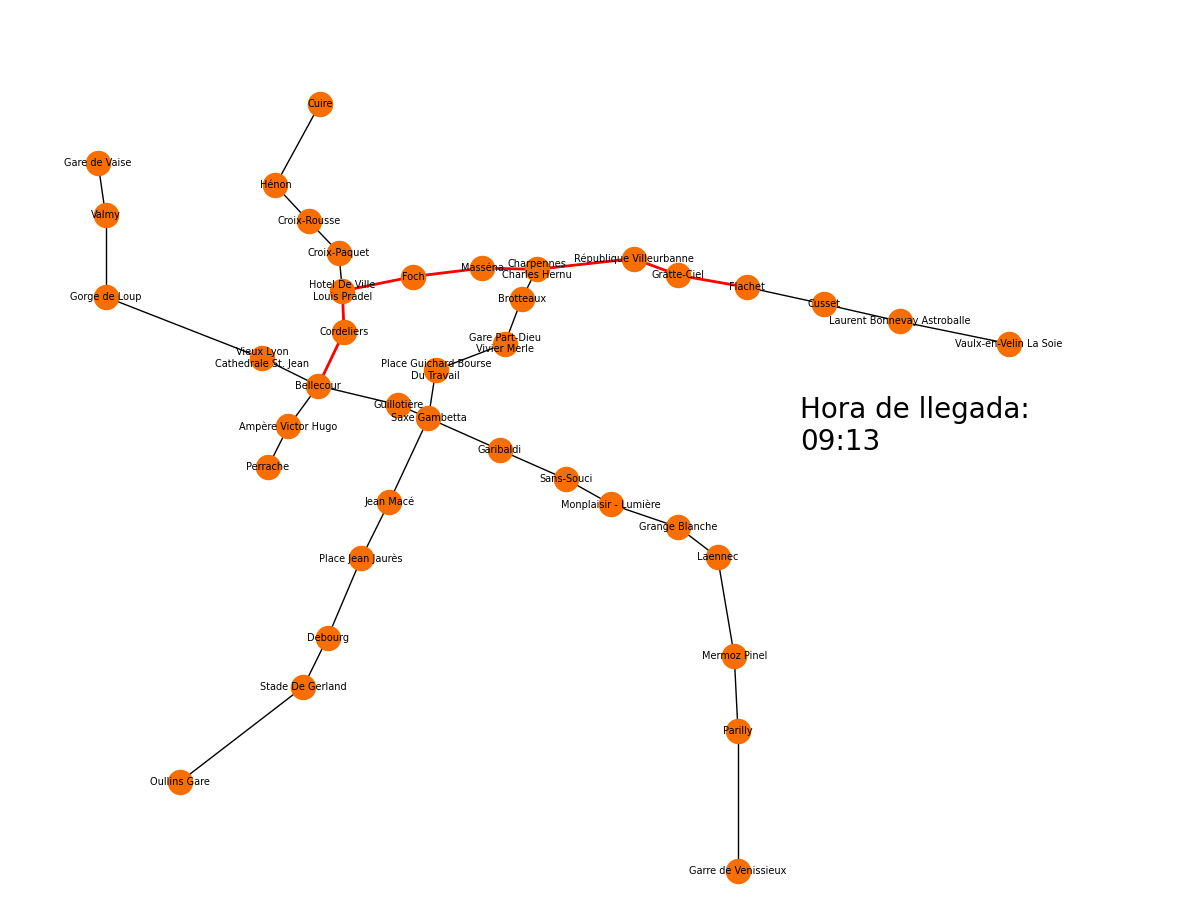 Cuire
Gare de Vaise
Hénon
Valmy
Croix-Rousse
Croix-Paquet
République Villeurbanne
Charpennes
Charles Hernu
Masséna
Gratte-Ciel
Foch
Hotel De Ville
Louis Pradel
Flachet
Gorge de Loup
Brotteaux
Cusset
Laurent Bonnevay Astroballe
Cordeliers
Gare Part-Dieu
Vivier Merle
Vaulx-en-Velin La Soie
Vieux Lyon
Cathedrale St. Jean
Place Guichard Bourse
Du Travail
Bellecour
Guillotière
Saxe Gambetta
Hora de llegada:
09:13
Ampère Victor Hugo
Garibaldi
Perrache
Sans-Souci
Jean Macé
Monplaisir - Lumière
Grange Blanche
Laennec
Place Jean Jaurès
Debourg
Mermoz Pinel
Stade De Gerland
Parilly
Oullins Gare
Garre de Venissieux